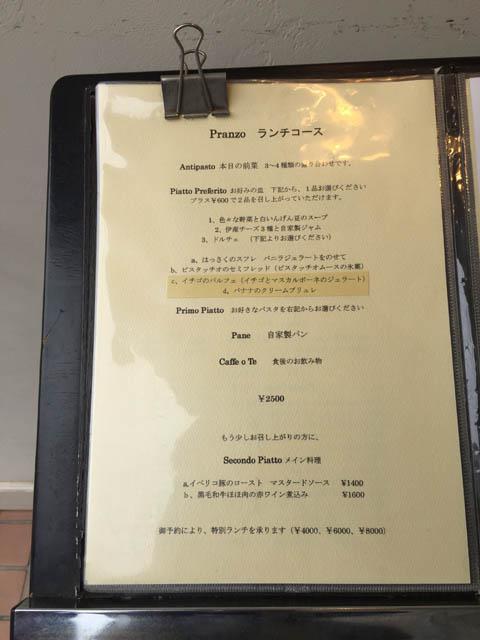 Pranzo ランチコース
Antipasto 本日の前菜 3～4種類の盛り合わせです。
Piatto Preferito お好みの皿 下記から、1品お選びください
プラス￥600で2品を召し上がっていただけます。
1、色々な野菜と白いんげん豆のスープ
2、伊産チーズ3種と自家製ジャム
3、ドルチェ （下記よりお選びください）
a、はっさくのスフレ バニラジェラートをのせて
b、ピスタッチオのセミフレッド（ピスタッチオムースの氷菓）
c、イチゴのパルフェ（イチゴとマスカルポーネのジェラート）
d、バナナのクリームブリュレ
Primo Piatto お好きなパスタを右記からお選びください
Pane 自家製パン
Caffe o Te 食後のお飲み物
￥2500
もう少しお召し上がりの方に、
Secondo Piatto メイン料理
a,イベリコ豚のロースト マスタードソース ￥1400
b、黒毛和牛ほほ肉の赤ワイン煮込み ￥1600
御予約により、特別ランチを承ります（￥4000、￥6000、￥8000）